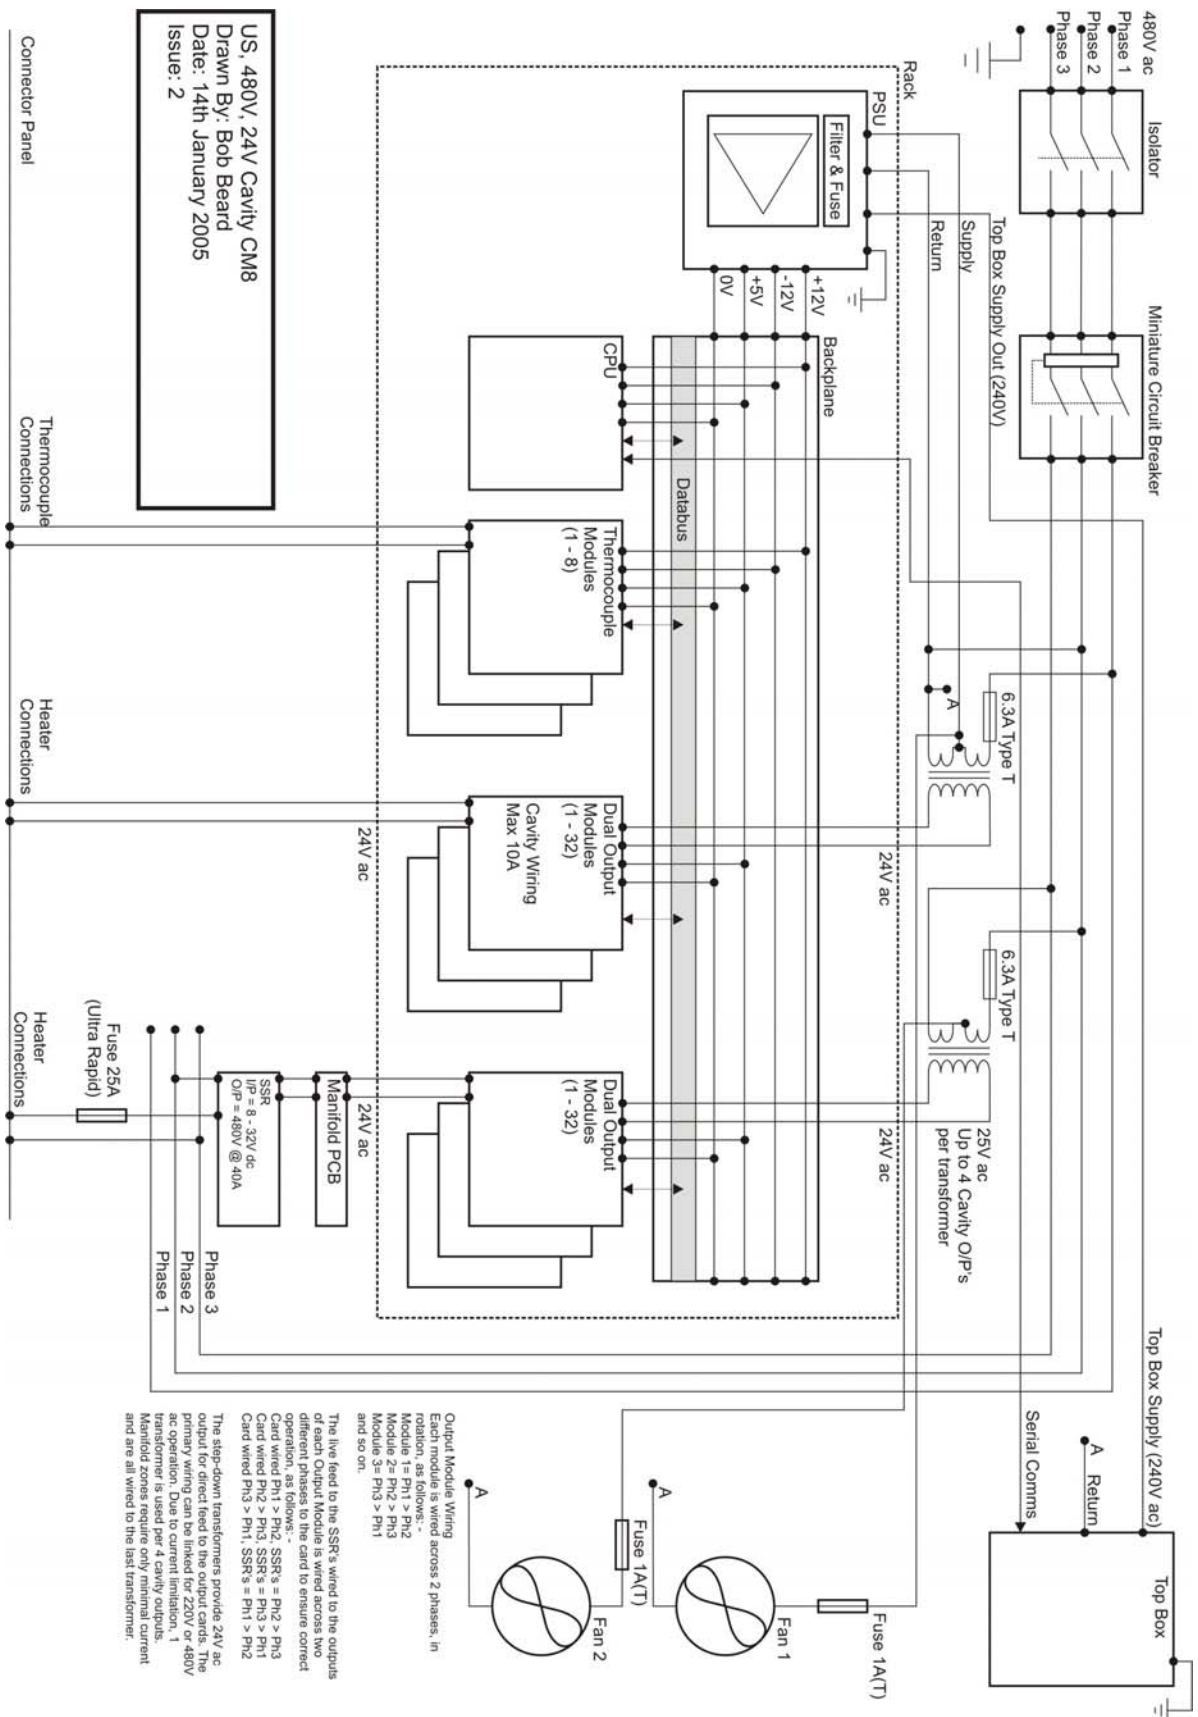 480V ac
Phase 1
Phase 2
Phase 3
Isolator
Miniature Circuit Breaker
Top Box Supply Out (240V)
Supply
Return
Rack
PSU
Filter & Fuse
+12V
-12V
+5V
0V
Backplane
Databus
CPU
Thermocouple
Modules
(1 - 8)
Dual Output
Modules
(1 - 32)
Cavity Wiring
Max 10A
Dual Output
Modules
(1 - 32)
6.3A Type T
A
24V ac
6.3A Type T
24V ac
25V ac
Up to 4 Cavity O/P's
per transformer
Top Box Supply (240V ac)
A
Return
Serial Comms
Top Box
Fuse 1A(T)
Fan 1
A
Fuse 1A(T)
Fan 2
A
24V ac
24V ac
Manifold PCB
SSR
I/P = 8 - 32V dc
O/P = 480V @ 40A
Fuse 25A
(Ultra Rapid)
Phase 3
Phase 2
Phase 1
Output Module Wiring
Each module is wired across 2 phases, in
rotation, as follows: -
Module 1= Ph1 > Ph2
Module 2= Ph2 > Ph3
Module 3= Ph3 > Ph1
and so on.
The live feed to the SSR's wired to the outputs
of each Output Module is wired across two
different phases to the card to ensure correct
operation, as follows: -
Card wired Ph1 > Ph2, SSR's = Ph2 > Ph3
Card wired Ph2 > Ph3, SSR's = Ph3 > Ph1
Card wired Ph3 > Ph1, SSR's = Ph1 > Ph2
The step-down transformers provide 24V ac
output for direct feed to the output cards. The
primary wiring can be linked for 220V or 480V
ac operation. Due to current limitation, 1
transformer is used per 4 cavity outputs.
Manifold zones require only minimal current
and are all wired to the last transformer.
US, 480V, 24V Cavity CM8
Drawn By: Bob Beard
Date: 14th January 2005
Issue: 2
Connector Panel
Thermocouple
Connections
Heater
Connections
Heater
Connections